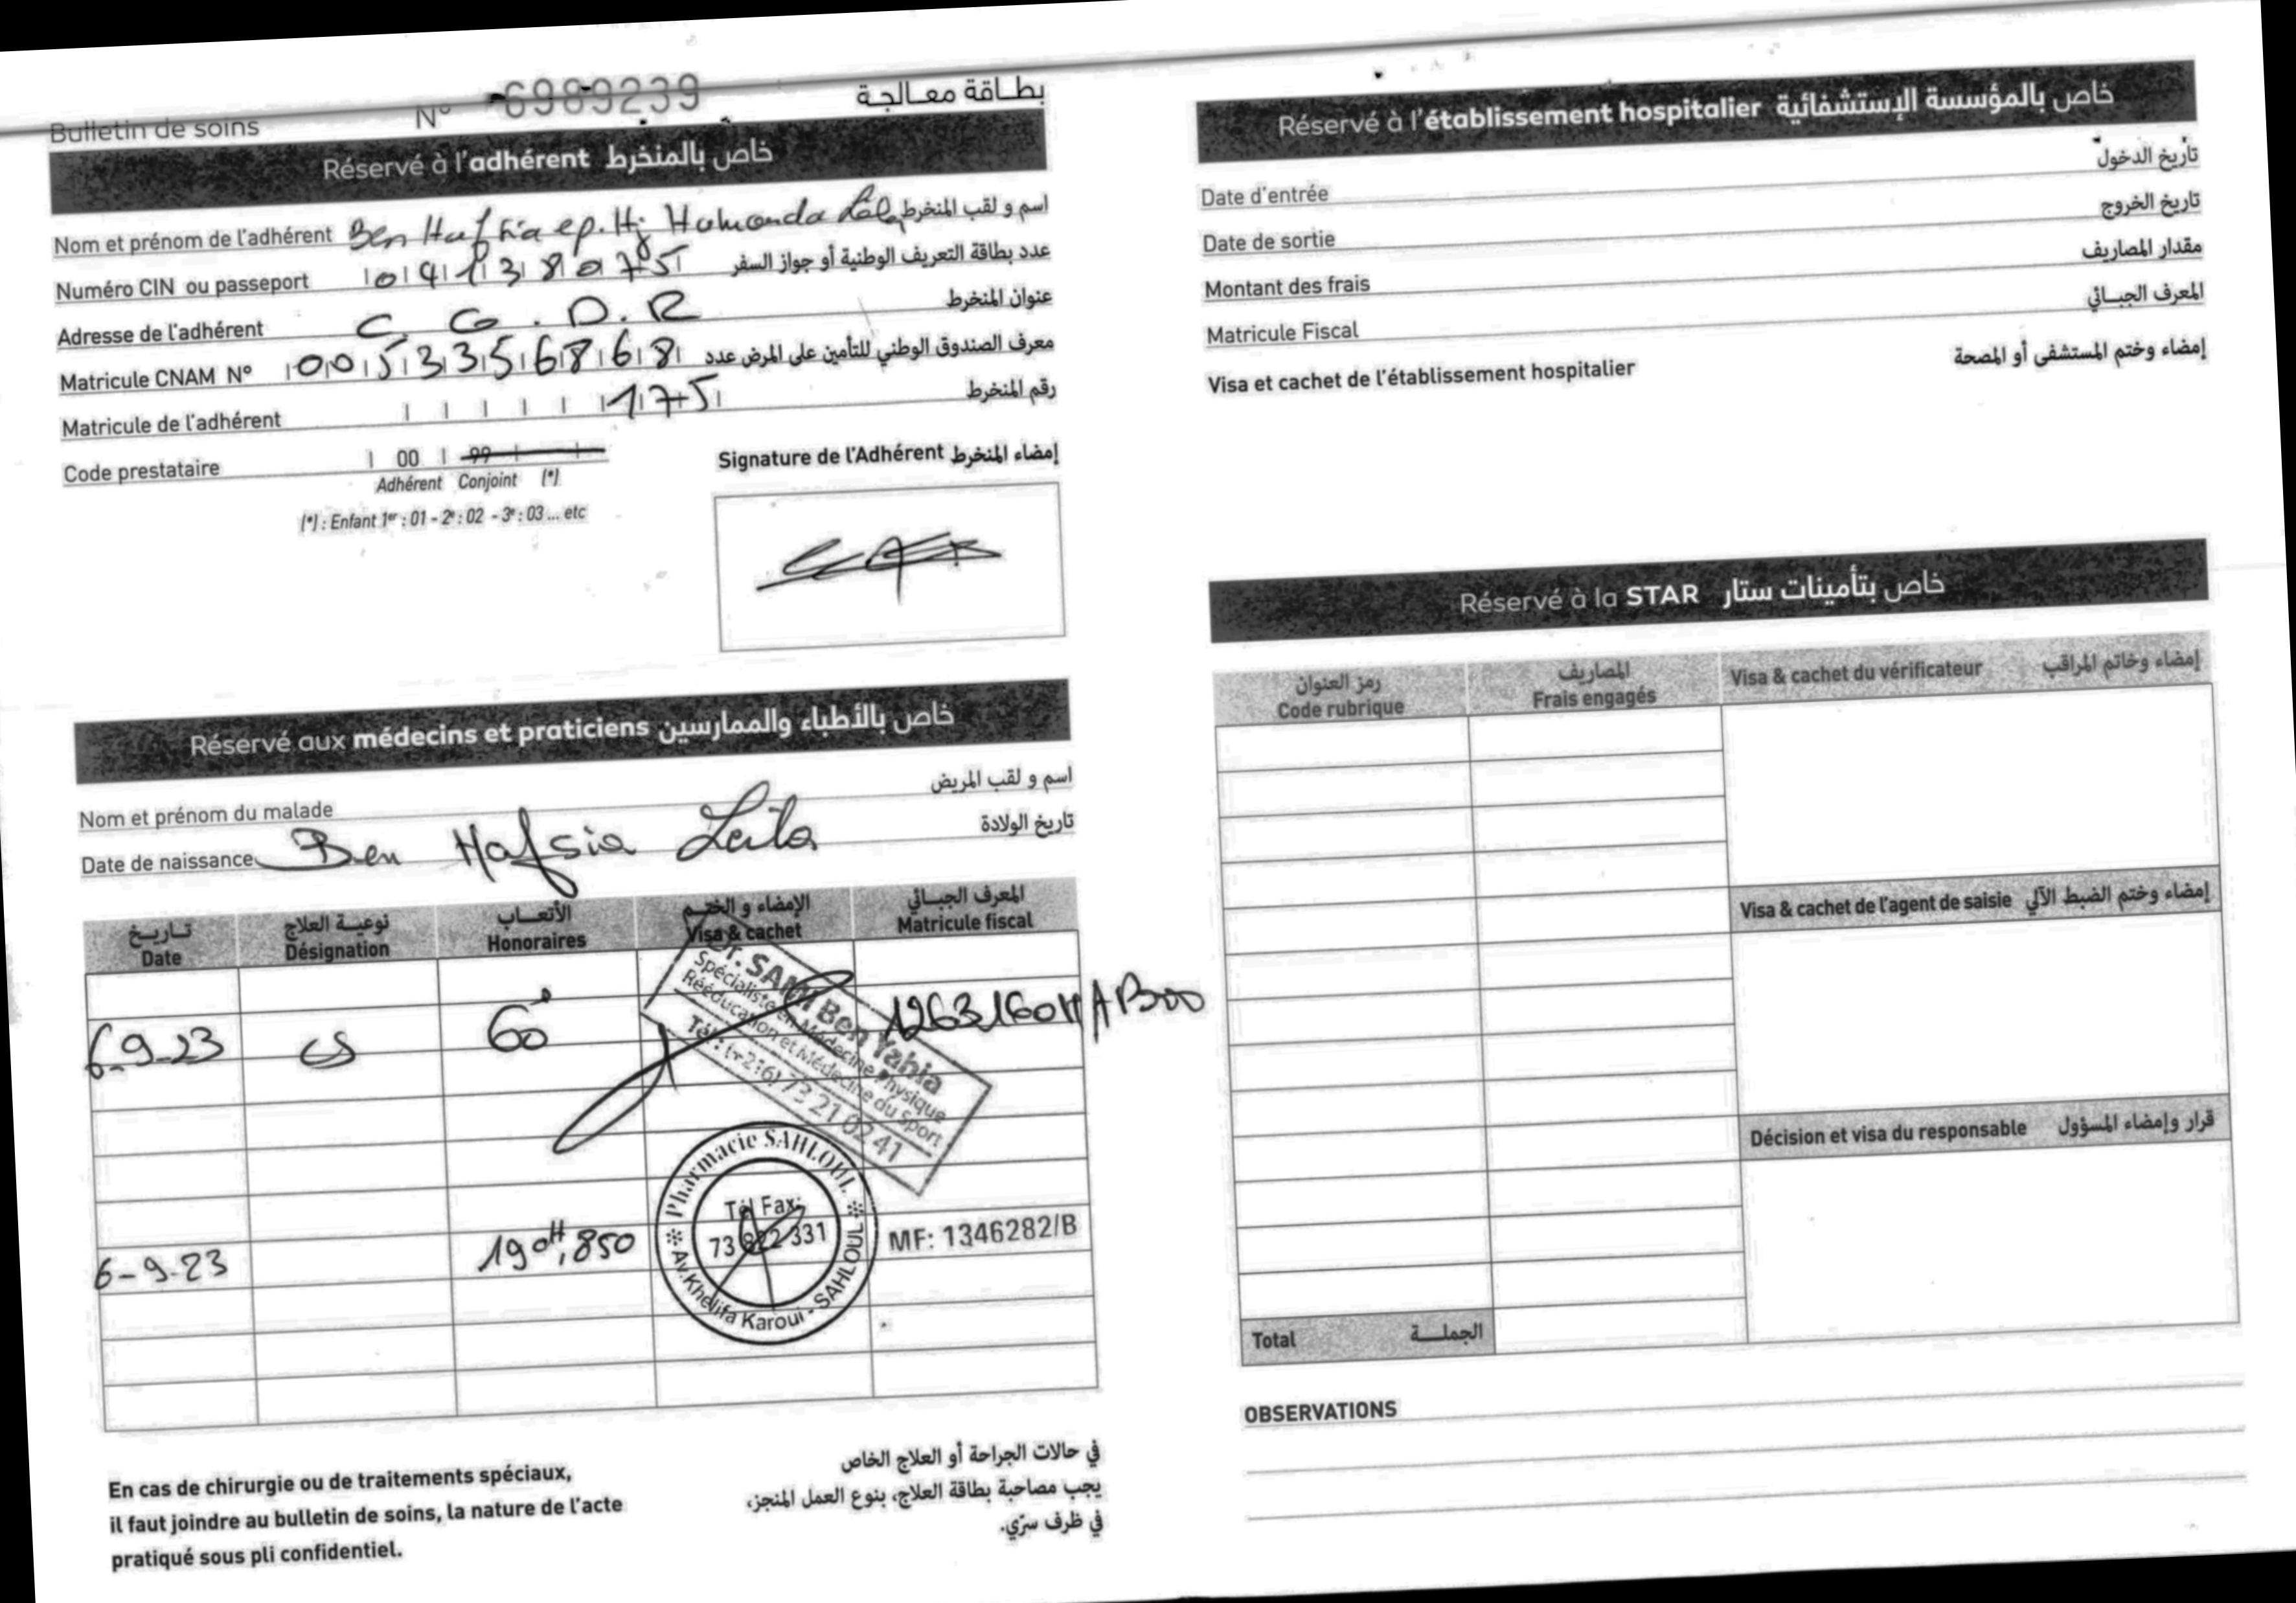 Bulletin de soins N° 6989239 بطاقة معالجة
Réservé à l'adhérent خاص بالمنخرط
Nom et prénom de l'adhérent Ben Hafsia ep. Hj Hamouda اسم و لقب المنخرط
Numéro CIN ou passeport عدد بطاقة التعريف الوطنية أو جواز السفر
Adresse de l'adhérent C. G. D. R عنوان المنخرط
Matricule CNAM N° 0053356868 معرف الصندوق الوطني للتأمين على المرض عدد
Matricule de l'adhérent 175 رقم المنخرط
Code prestataire 00 99
Adhérent Conjoint (*)
(*) : Enfant 1er : 01 - 2e : 02 - 3e : 03 ... etc
Signature de l'Adhérent إمضاء المنخرط
Réservé aux médecins et praticiens خاص بالأطباء والممارسين
Nom et prénom du malade اسم و لقب المريض
Date de naissance Ben Hafsia Leila تاريخ الولادة
تاريخ نوعية العلاج الأتعاب الإمضاء و الختم المعرف الجبائي
Date Désignation Honoraires Visa & cachet Matricule fiscal
6-9-23 CS 60 1263160
Dr. SAMI Ben Yahia
Spécialiste en Médecine Physique
Rééducation et Médecine du Sport
Tél : (+216) 73 21 02 41
6-9-23 190dt,850 MF: 1346282/B
Pharmacie SAHLOUL
Tél Fax:
73 822 331
Av.Khelifa Karoui - SAHLOUL
En cas de chirurgie ou de traitements spéciaux,
il faut joindre au bulletin de soins, la nature de l'acte
pratiqué sous pli confidentiel.
في حالات الجراحة أو العلاج الخاص
يجب مصاحبة بطاقة العلاج، بنوع العمل المنجز،
في ظرف سرّي.
Réservé à l'établissement hospitalier خاص بالمؤسسة الإستشفائية
Date d'entrée تاريخ الدخول
Date de sortie تاريخ الخروج
Montant des frais مقدار المصاريف
Matricule Fiscal المعرف الجبائي
Visa et cachet de l'établissement hospitalier إمضاء وختم المستشفى أو المصحة
Réservé à la STAR خاص بتأمينات ستار
رمز العنوان المصاريف
Code rubrique Frais engagés Visa & cachet du vérificateur إمضاء وخاتم المراقب
Visa & cachet de l'agent de saisie إمضاء وختم الضبط الآلي
Décision et visa du responsable قرار وإمضاء المسؤول
Total الجملة
OBSERVATIONS